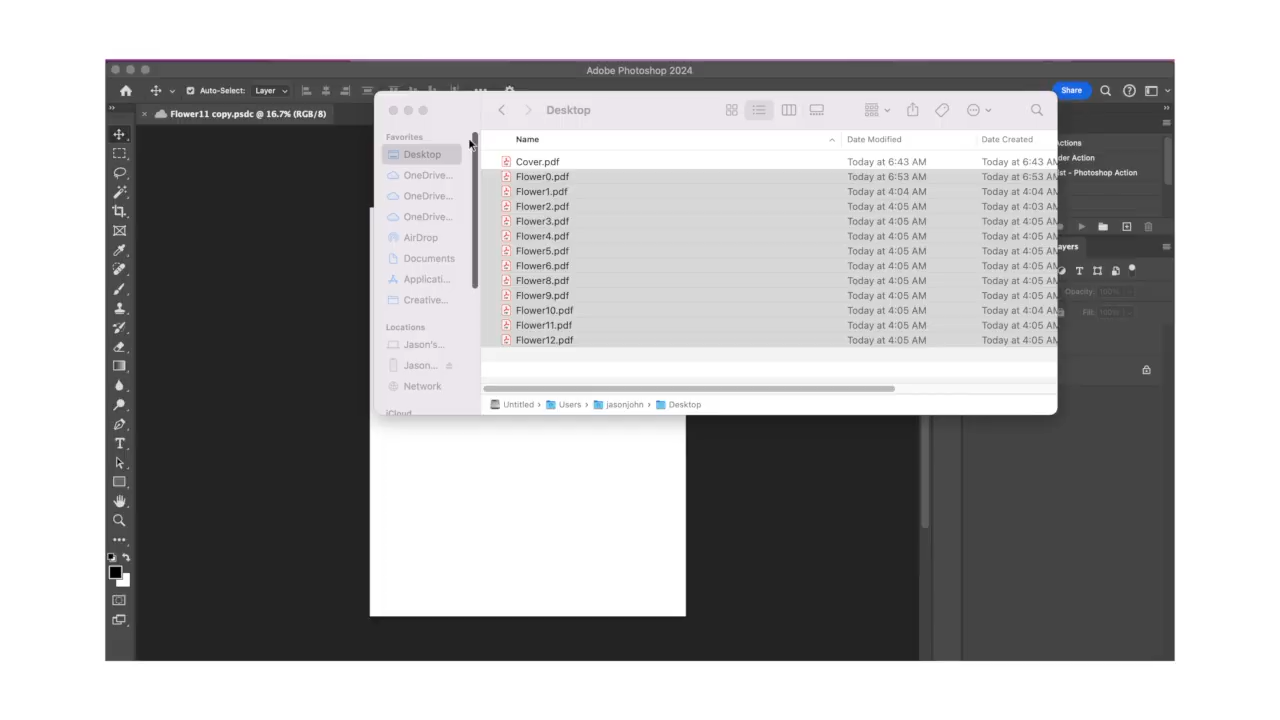 Adobe Photoshop 2024
Auto-Select: Layer
Share
Flower11 copy.psdc @ 16.7% (RGB/8)
Desktop
Favorites
Desktop
OneDrive...
OneDrive...
OneDrive...
AirDrop
Documents
Applicati...
Creative...
Locations
Jason's...
Jason...
Network
iCloud
Name Date Modified Date Created
Cover.pdf Today at 6:43 AM Today at 6:43 AM
Flower0.pdf Today at 6:53 AM Today at 6:53 AM
Flower1.pdf Today at 4:04 AM Today at 4:04 AM
Flower2.pdf Today at 4:05 AM Today at 4:03 AM
Flower3.pdf Today at 4:05 AM Today at 4:05 AM
Flower4.pdf Today at 4:05 AM Today at 4:05 AM
Flower5.pdf Today at 4:05 AM Today at 4:05 AM
Flower6.pdf Today at 4:05 AM Today at 4:05 AM
Flower8.pdf Today at 4:05 AM Today at 4:05 AM
Flower9.pdf Today at 4:05 AM Today at 4:05 AM
Flower10.pdf Today at 4:05 AM Today at 4:04 AM
Flower11.pdf Today at 4:05 AM Today at 4:05 AM
Flower12.pdf Today at 4:05 AM Today at 4:05 AM
Untitled › Users › jasonjohn › Desktop
ctions
der Action
ist - Photoshop Action
ayers
Opacity: 100%
Fill: 100%